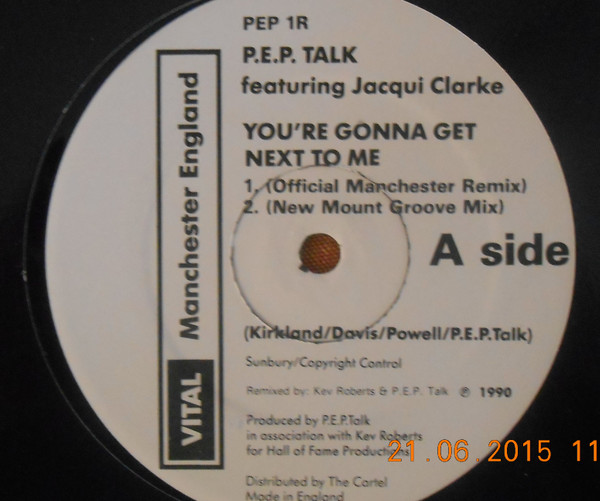 PEP 1R
P.E.P. TALK
featuring Jacqui Clarke
YOU'RE GONNA GET
NEXT TO ME
1. (Official Manchester Remix)
2. (New Mount Groove Mix)
A side
(Kirkland/Davis/Powell/P.E.P.Talk)
Sunbury/Copyright Control
Remixed by: Kev Roberts & P.E.P. Talk ℗ 1990
Produced by P.E.P.Talk
in association with Kev Roberts
for Hall of Fame Productions
Distributed by The Cartel
Made in England
VITAL Manchester England
21.06.2015 11